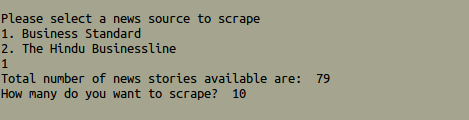 Please select a news source to scrape
1. Business Standard
2. The Hindu Businessline
1
Total number of news stories available are:  79
How many do you want to scrape?  10